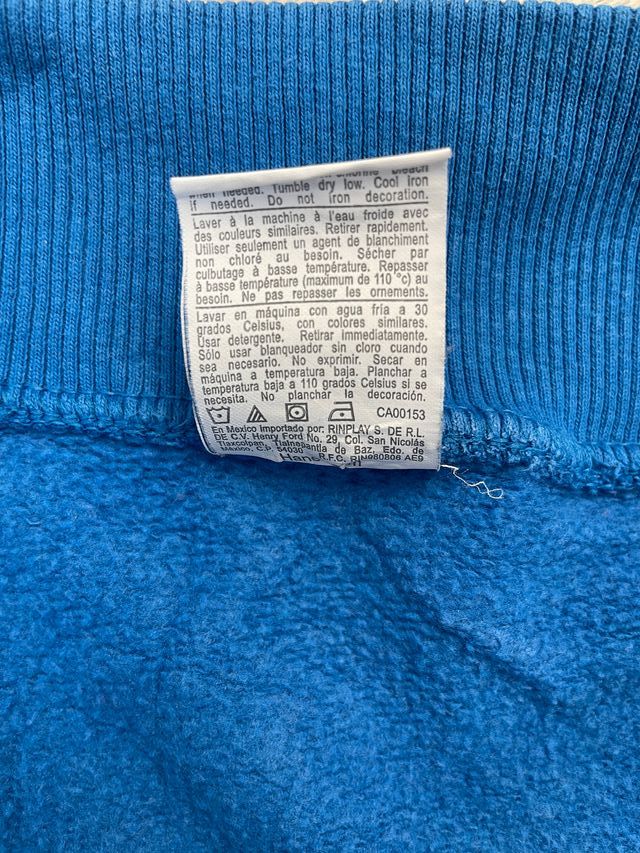 chlorine bleach
when needed. Tumble dry low. Cool Iron
if needed. Do not iron decoration.
Laver à la machine à l'eau froide avec
des couleurs similaires. Retirer rapidement.
Utiliser seulement un agent de blanchiment
non chloré au besoin. Sécher par
culbutage à basse température. Repasser
à basse température (maximum de 110 °c) au
besoin. Ne pas repasser les ornements.
Lavar en máquina con agua fría a 30
grados Celsius, con colores similares.
Usar detergente. Retirar immediatamente.
Sólo usar blanqueador sin cloro cuando
sea necesario. No exprimir. Secar en
máquina a temperatura baja. Planchar a
temperatura baja a 110 grados Celsius si se
necesita. No planchar la decoración.
CA00153
En Mexico Importado por: RINPLAY S. DE R.L.
DE C.V. Henry Ford No. 29, Col. San Nicolás
Tlaxcolpan, Tlalneantla de Baz, Edo. de
México, C.P. 54030 R.F.C. RIN980806 AE9